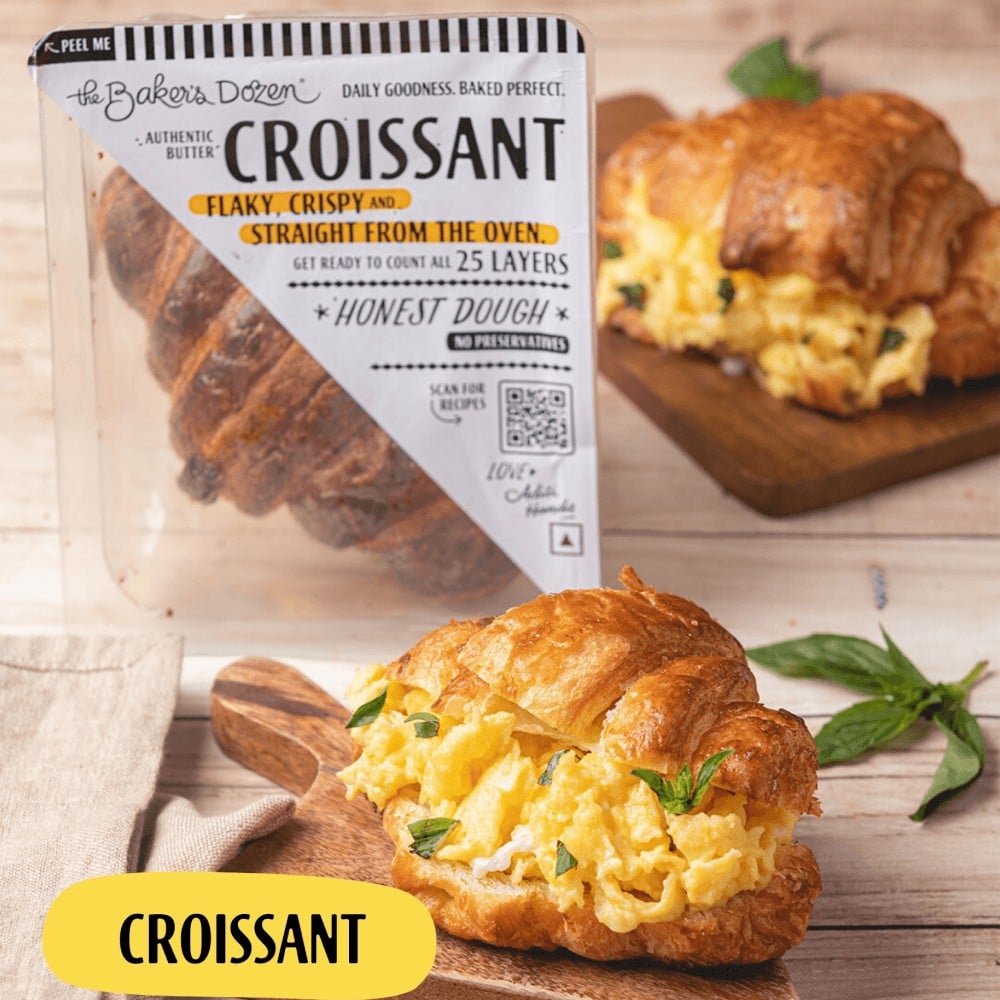 PEEL ME
the Baker's Dozen
DAILY GOODNESS. BAKED PERFECT.
AUTHENTIC
BUTTER
CROISSANT
FLAKY, CRISPY AND
STRAIGHT FROM THE OVEN.
GET READY TO COUNT ALL 25 LAYERS
HONEST DOUGH
NO PRESERVATIVES
SCAN FOR
RECIPES
LOVE
CROISSANT